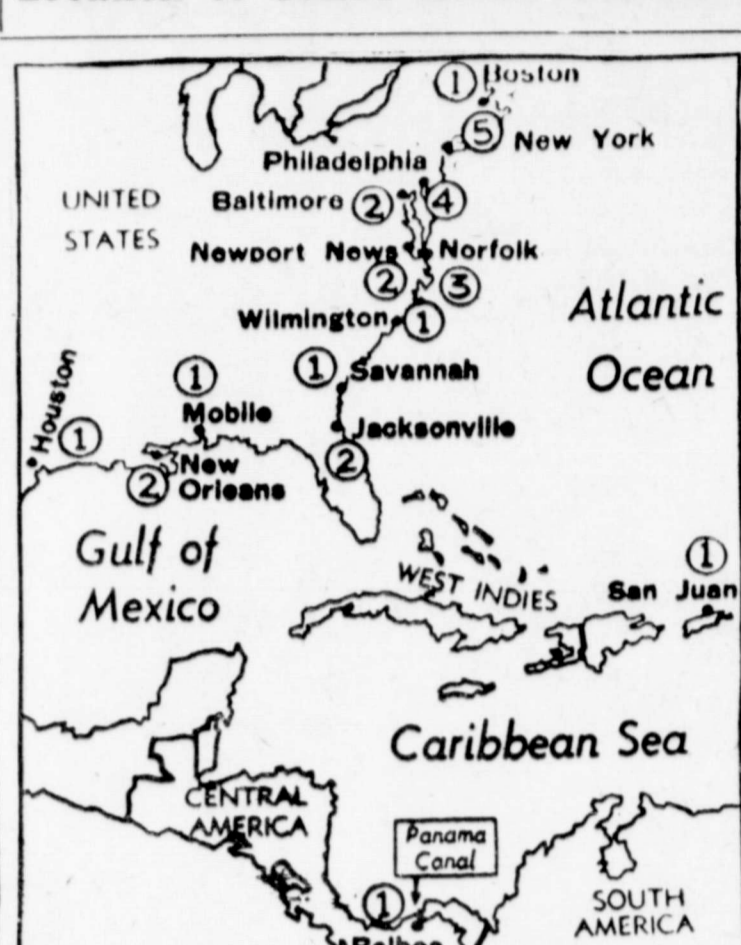 1 Boston
5 New York
Philadelphia
4
UNITED
STATES
Baltimore 2
Newport News Norfolk
2 3
Wilmington 1
Atlantic
Ocean
1 Savannah
1
Mobile
Jacksonville
2
Houston
1
New
Orleans
2
Gulf of
Mexico
WEST INDIES
1
San Juan
Caribbean Sea
CENTRAL
AMERICA
Panama
Canal
1
Balboa
SOUTH
AMERICA